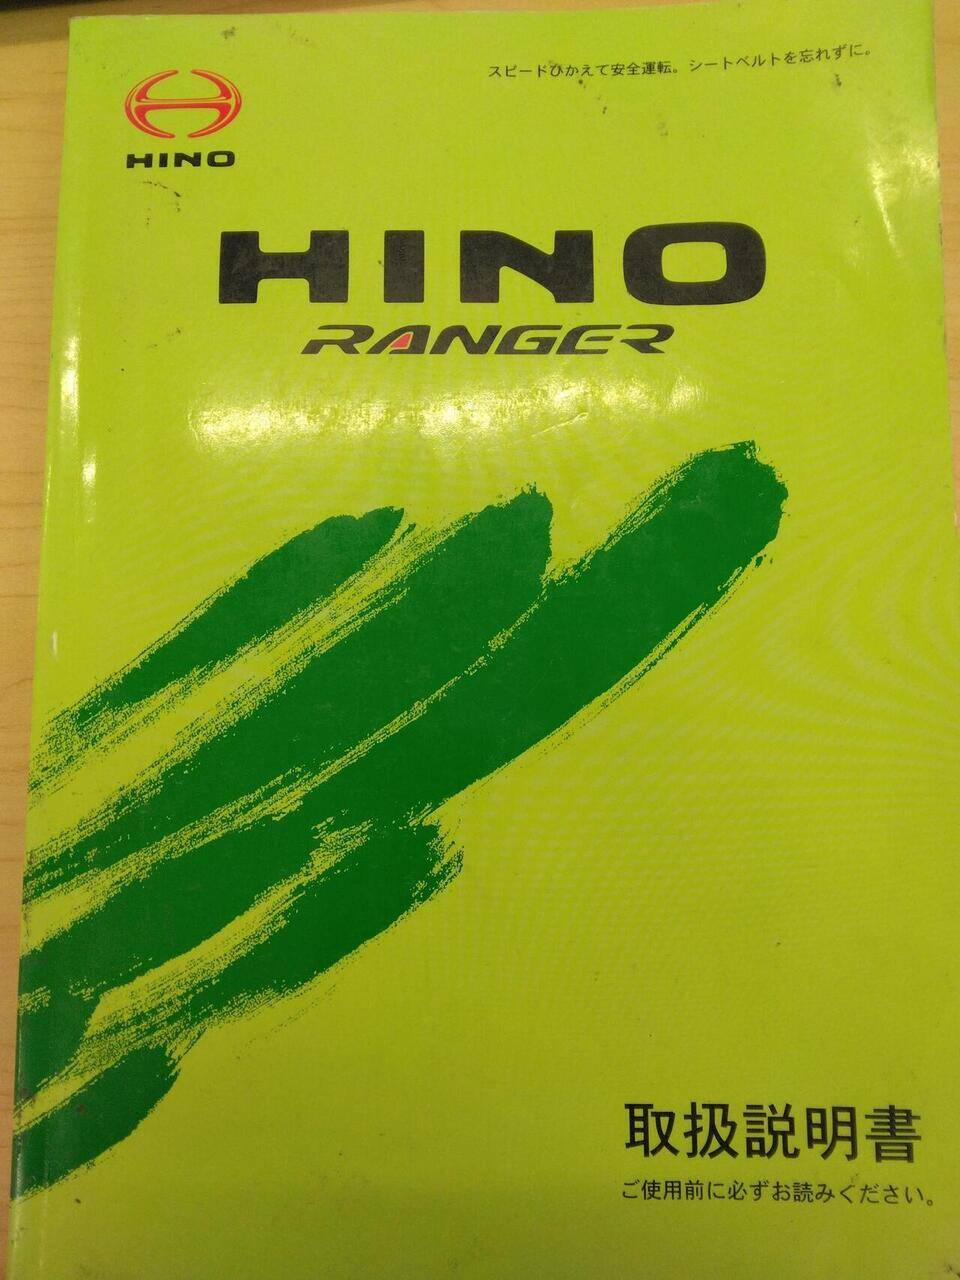 スピードひかえて安全運転。シートベルトを忘れずに。
HINO
HINO
RANGER
取扱説明書
ご使用前に必ずお読みください。